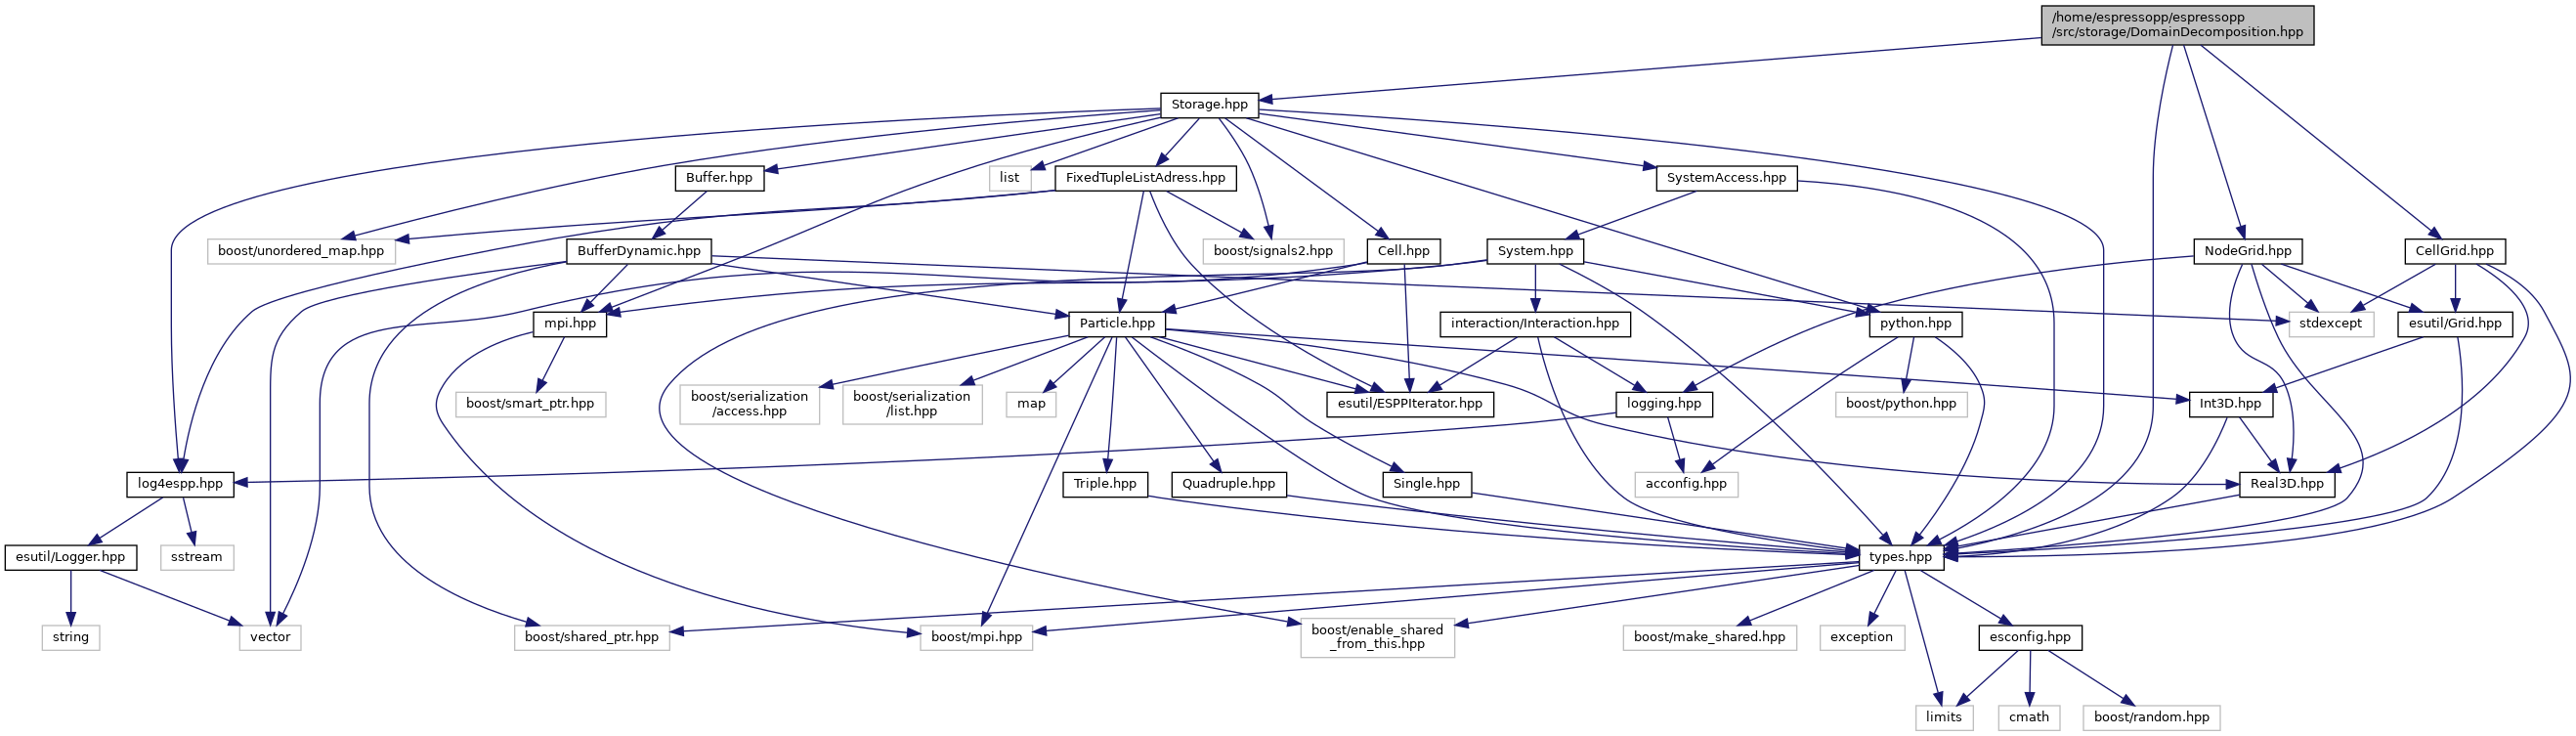 /home/espressopp/espressopp
/src/storage/DomainDecomposition.hpp
Storage.hpp
Buffer.hpp
list
FixedTupleListAdress.hpp
SystemAccess.hpp
boost/unordered_map.hpp
BufferDynamic.hpp
boost/signals2.hpp
Cell.hpp
System.hpp
NodeGrid.hpp
CellGrid.hpp
mpi.hpp
Particle.hpp
interaction/Interaction.hpp
python.hpp
stdexcept
esutil/Grid.hpp
boost/smart_ptr.hpp
boost/serialization
/access.hpp
boost/serialization
/list.hpp
map
esutil/ESPPIterator.hpp
logging.hpp
boost/python.hpp
Int3D.hpp
log4espp.hpp
Triple.hpp
Quadruple.hpp
Single.hpp
acconfig.hpp
Real3D.hpp
esutil/Logger.hpp
sstream
types.hpp
string
vector
boost/shared_ptr.hpp
boost/mpi.hpp
boost/enable_shared
_from_this.hpp
boost/make_shared.hpp
exception
esconfig.hpp
limits
cmath
boost/random.hpp